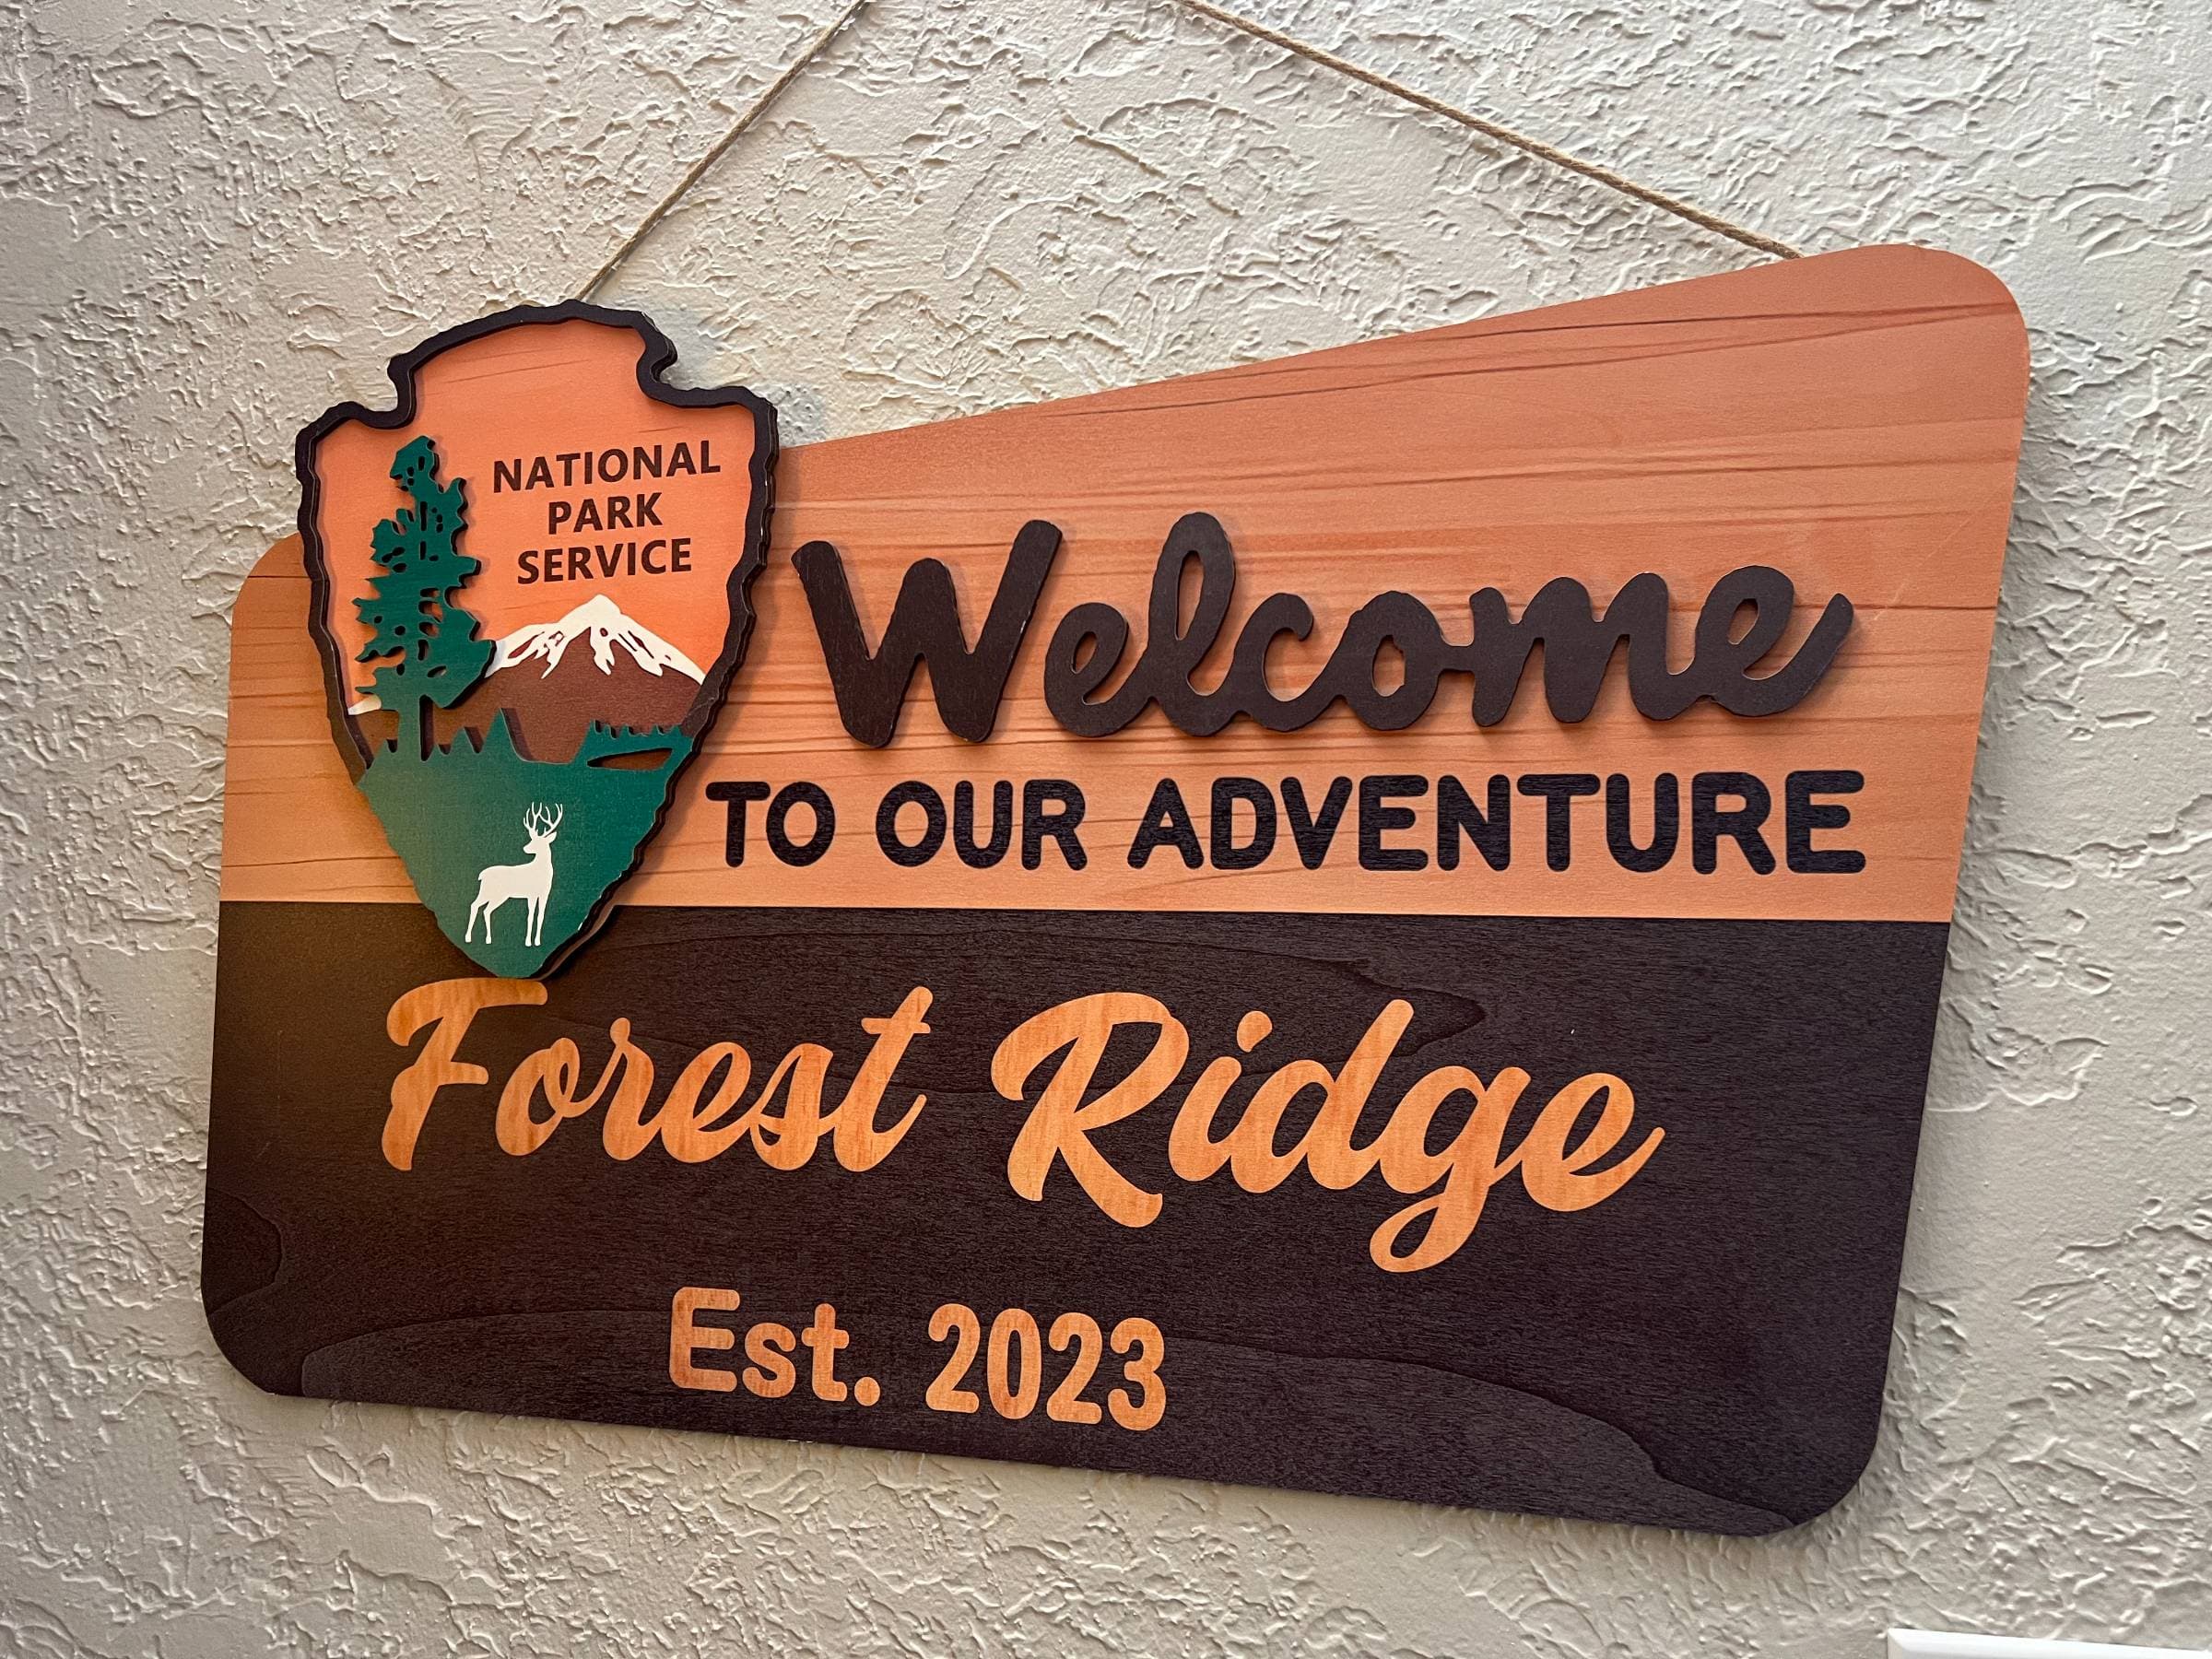 NATIONAL
PARK
SERVICE
Welcome
TO OUR ADVENTURE
Forest Ridge
Est. 2023